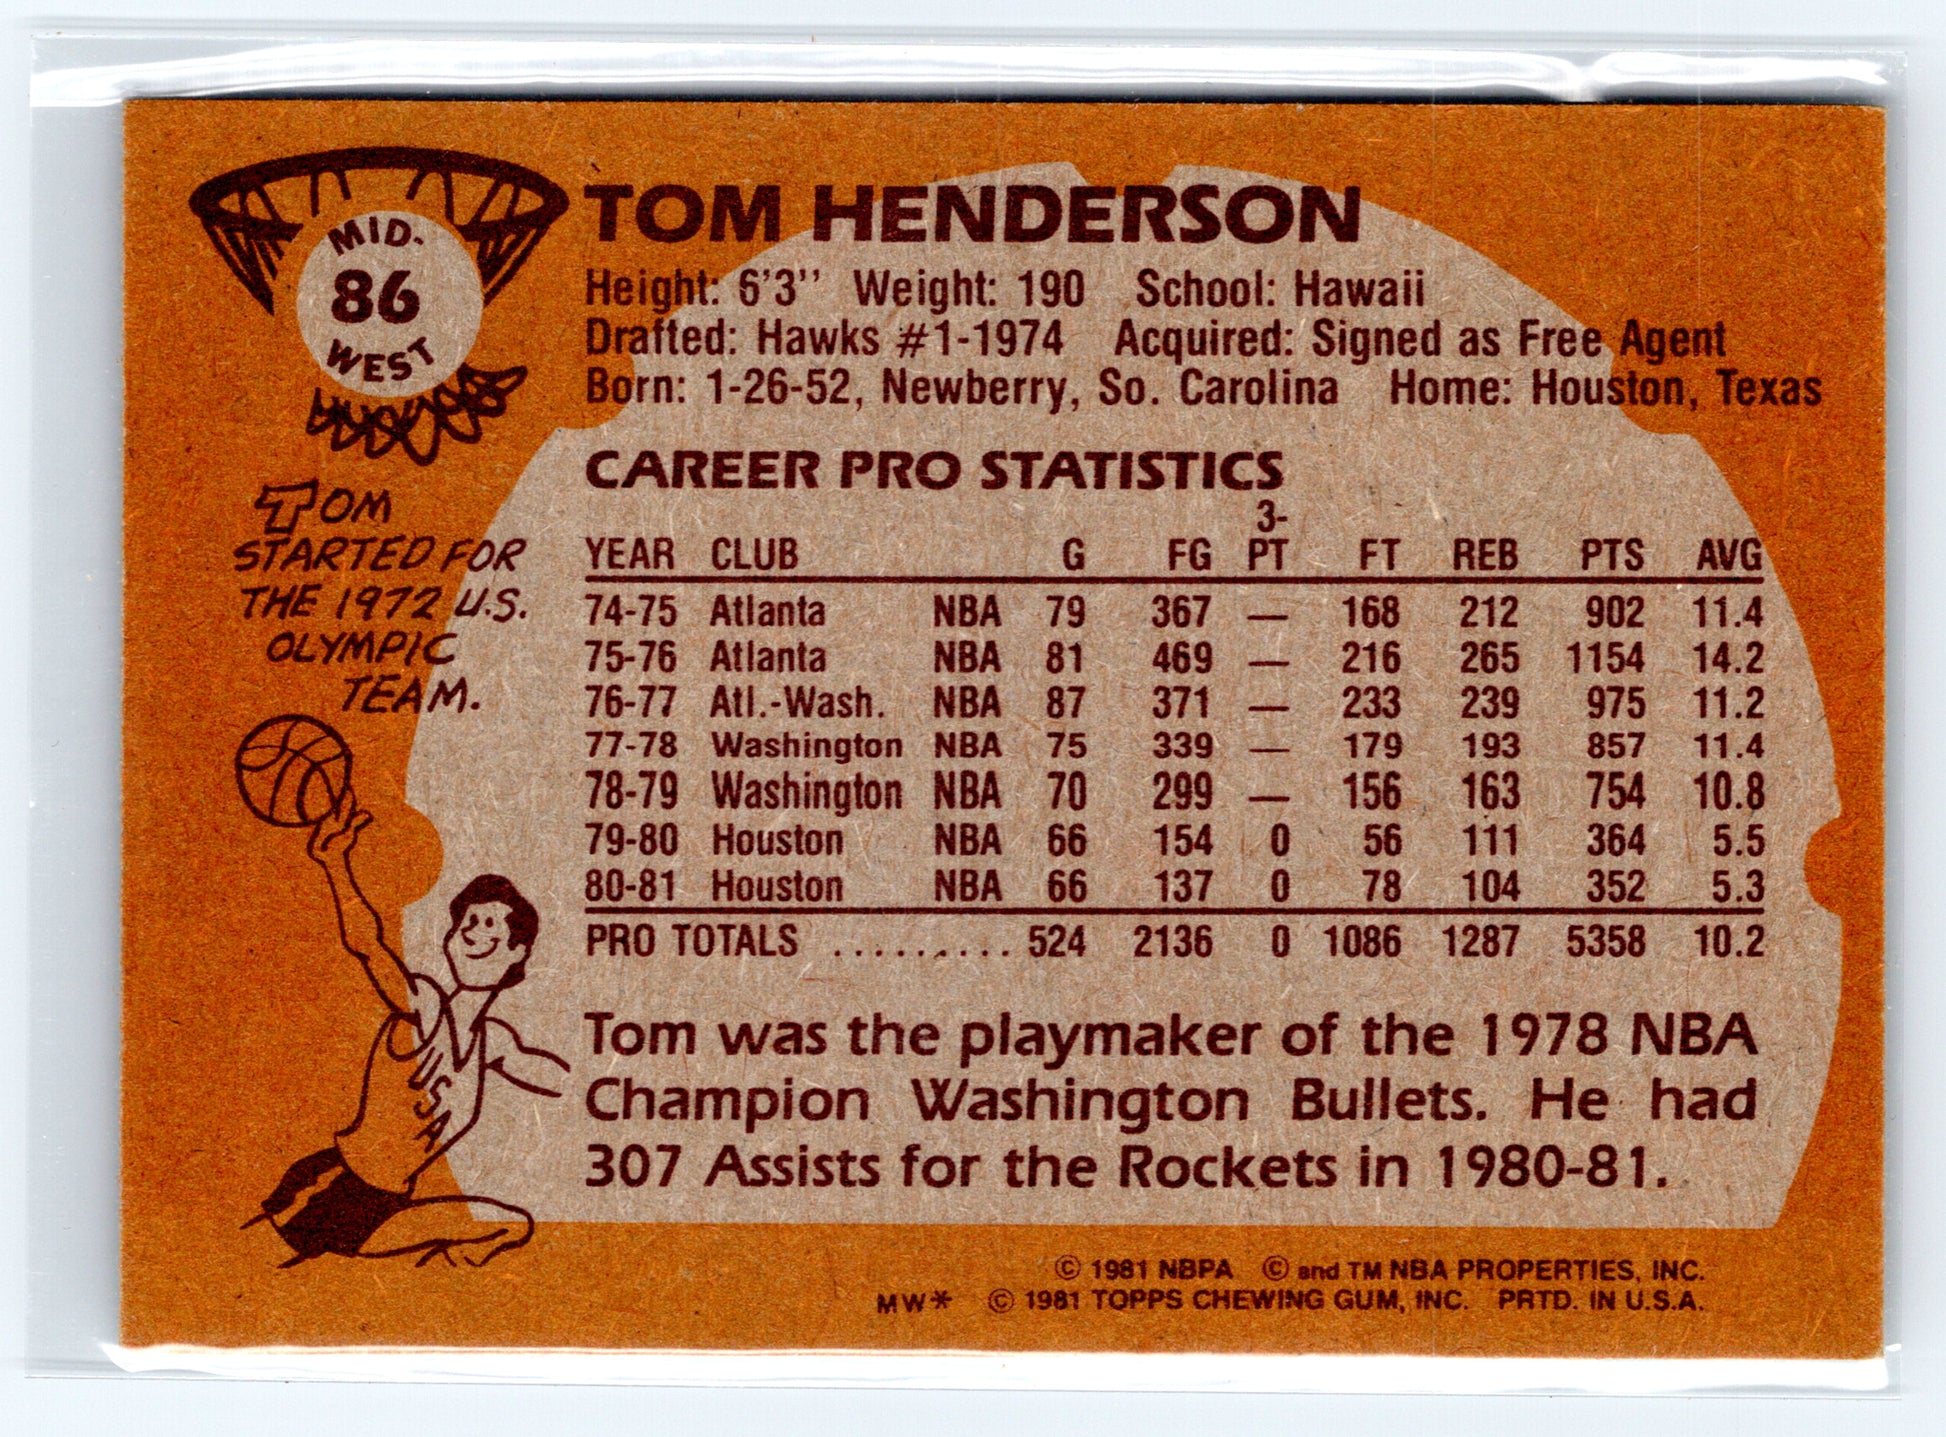 MID-
86
WEST
TOM HENDERSON
Height: 6'3'' Weight: 190 School: Hawaii
Drafted: Hawks #1-1974 Acquired: Signed as Free Agent
Born: 1-26-52, Newberry, So. Carolina Home: Houston, Texas
TOM
STARTED FOR
THE 1972 U.S.
OLYMPIC
TEAM.
USA
CAREER PRO STATISTICS
3-
YEAR CLUB G FG PT FT REB PTS AVG
74-75 Atlanta NBA 79 367 — 168 212 902 11.4
75-76 Atlanta NBA 81 469 — 216 265 1154 14.2
76-77 Atl.-Wash. NBA 87 371 — 233 239 975 11.2
77-78 Washington NBA 75 339 — 179 193 857 11.4
78-79 Washington NBA 70 299 — 156 163 754 10.8
79-80 Houston NBA 66 154 0 56 111 364 5.5
80-81 Houston NBA 66 137 0 78 104 352 5.3
PRO TOTALS .......... 524 2136 0 1086 1287 5358 10.2
Tom was the playmaker of the 1978 NBA
Champion Washington Bullets. He had
307 Assists for the Rockets in 1980-81.
© 1981 NBPA © and TM NBA PROPERTIES, INC.
MW* © 1981 TOPPS CHEWING GUM, INC. PRTD. IN U.S.A.